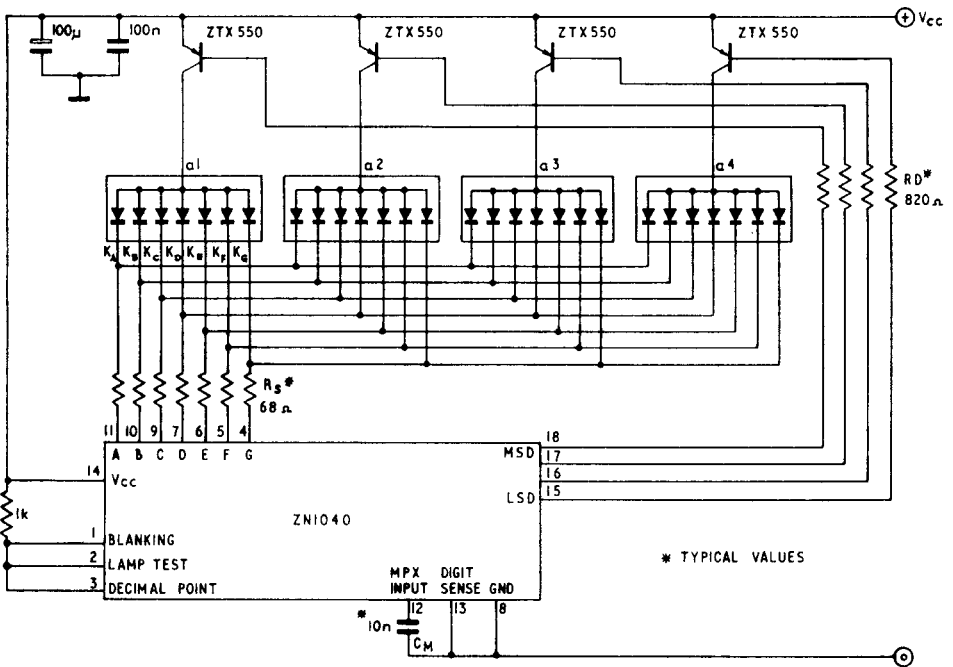 100μ
100n
ZTX 550
ZTX 550
ZTX 550
ZTX 550
Vcc
a1
a2
a3
a4
RD*
820Ω
KA KB KC KD KE KF KG
RS*
68Ω
11 10 9 7 6 5 4
A B C D E F G
MSD
18
17
16
LSD
15
14
Vcc
1k
ZN1040
1
BLANKING
2
LAMP TEST
3
DECIMAL POINT
* TYPICAL VALUES
MPX DIGIT
INPUT SENSE GND
12 13 8
*
10n
CM